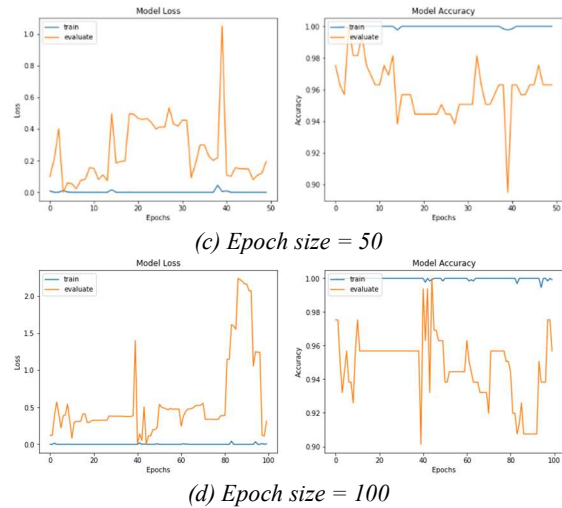 Model Loss
train
evaluate
1.0
0.8
0.6
0.4
0.2
0.0
Loss
0
10
20
30
40
50
Epochs
Model Accuracy
train
evaluate
1.00
0.98
0.96
0.94
0.92
0.90
Accuracy
0
10
20
30
40
50
Epochs
(c) Epoch size = 50
Model Loss
train
evaluate
2.0
1.5
1.0
0.5
0.0
Loss
0
20
40
60
80
100
Epochs
Model Accuracy
train
evaluate
1.00
0.98
0.96
0.94
0.92
0.90
Accuracy
0
20
40
60
80
100
Epochs
(d) Epoch size = 100